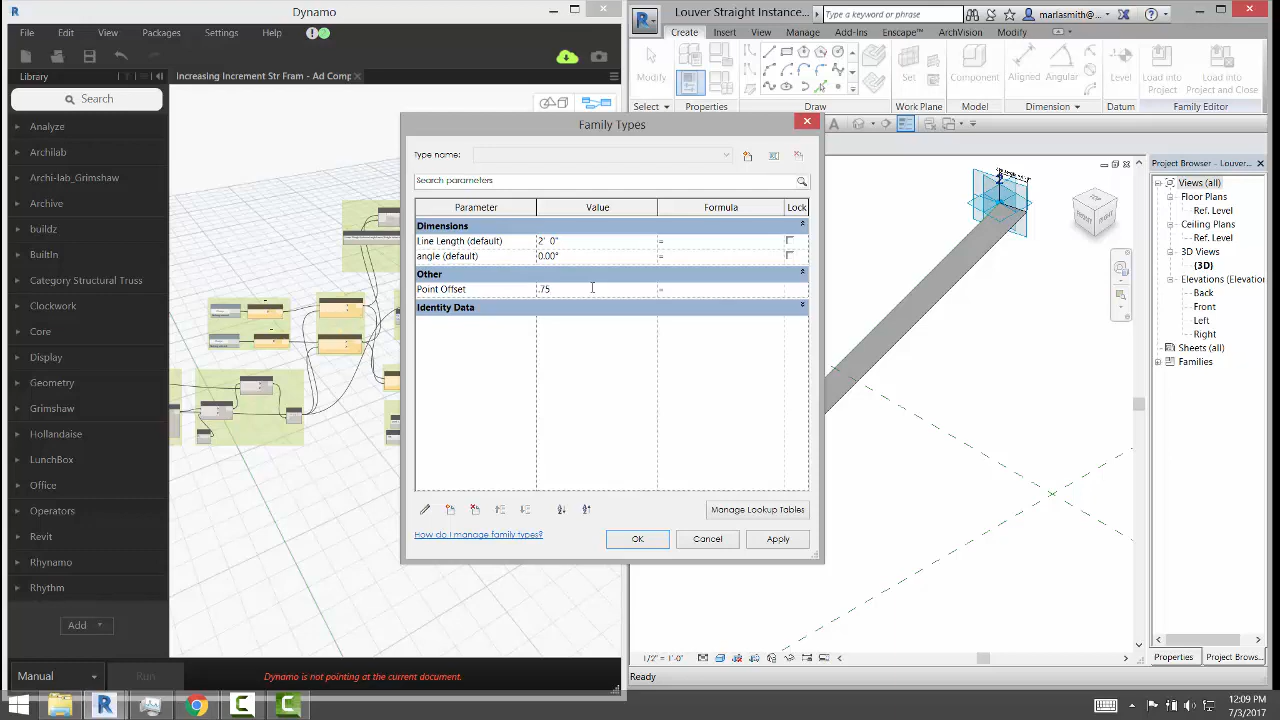 Dynamo
File Edit View Packages Settings Help
Library
Increasing Increment Str Fram - Ad Comp
Search
Analyze
Archilab
Archi-lab_Grimshaw
Archive
buildz
BuiltIn
Category Structural Tista
Clockwork
Core
Display
Geometry
Grimshaw
Hollandaise
LunchBox
Office
Operators
Revit
Rhynamo
Rhythm
Add
Manual
Run
Dynamo is not pointing at the current document.
Family Types
Type name:
Search parameters
Parameter Value Formula Lock
Dimensions
Line Length (default) 2' 0" =
angle (default) 0.00° =
Other
Point Offset .75 =
Identity Data
Manage Lookup Tables
How do I manage family types?
OK Cancel Apply
Louver Straight Instance...
Type a keyword or phrase
marlasmith@...
Create Insert View Manage Add-Ins Enscape™ ArchVision Modify
Modify
Set
Component
Aligned Angular
Level
Load into Project
Load into Project and Close
Select Properties Draw Work Plane Model Dimension Datum Family Editor
Project Browser - Louver...
Views (all)
Floor Plans
Ref. Level
Ceiling Plans
Ref. Level
3D Views
{3D}
Elevations (Elevation
Back
Front
Left
Right
Sheets (all)
Families
1/2" = 1'-0"
Properties Project Brows...
Ready
12:09 PM
7/3/2017